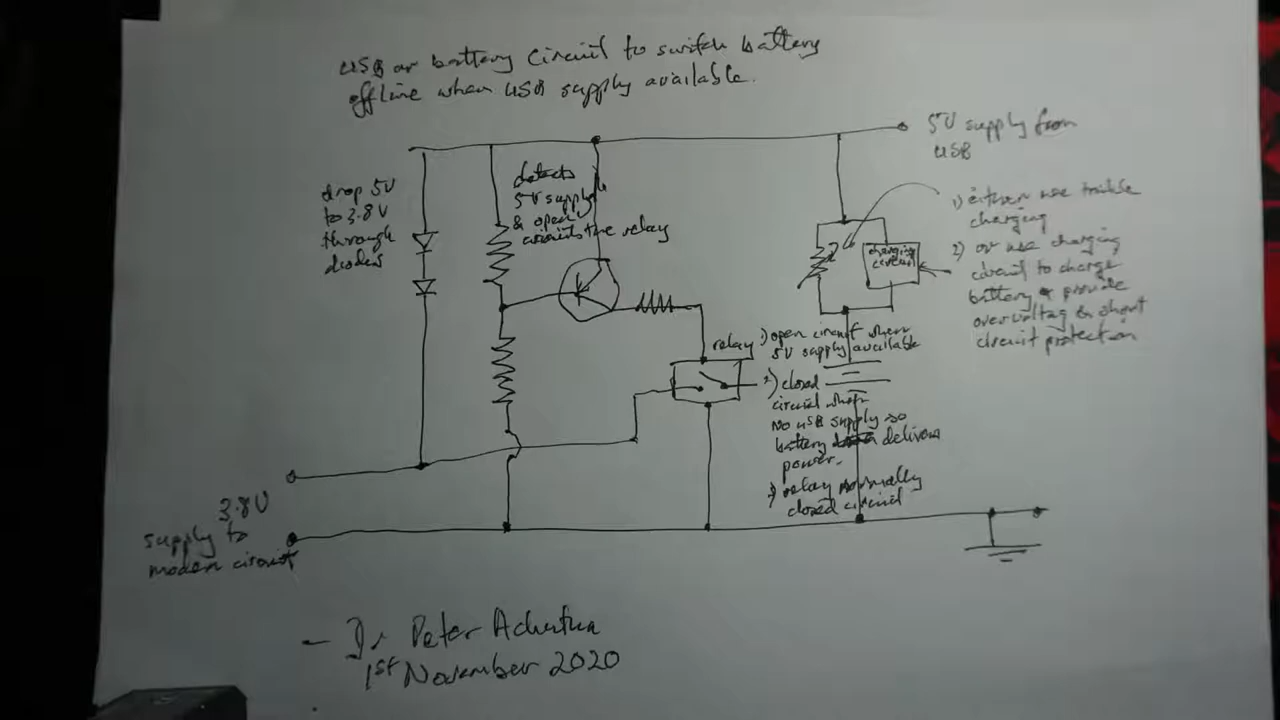 USB or battery circuit to switch battery
offline when USB supply available.
5V supply from
USB
drop 5V
to 3.8V
through
diodes
detects
5V supply
& open
circuits the relay
1) either use trickle
charging
2) or use charging
circuit to charge
battery & provide
overvoltag & short
circuit protection
charging
circuit
relay
1) open circuit when
5V supply available
2) closed
circuit when
No USB supply so
battery delivers
power.
3) relay normally
closed circuit
3.8V
supply to
modem circuit
- Dr Peter
1st November 2020